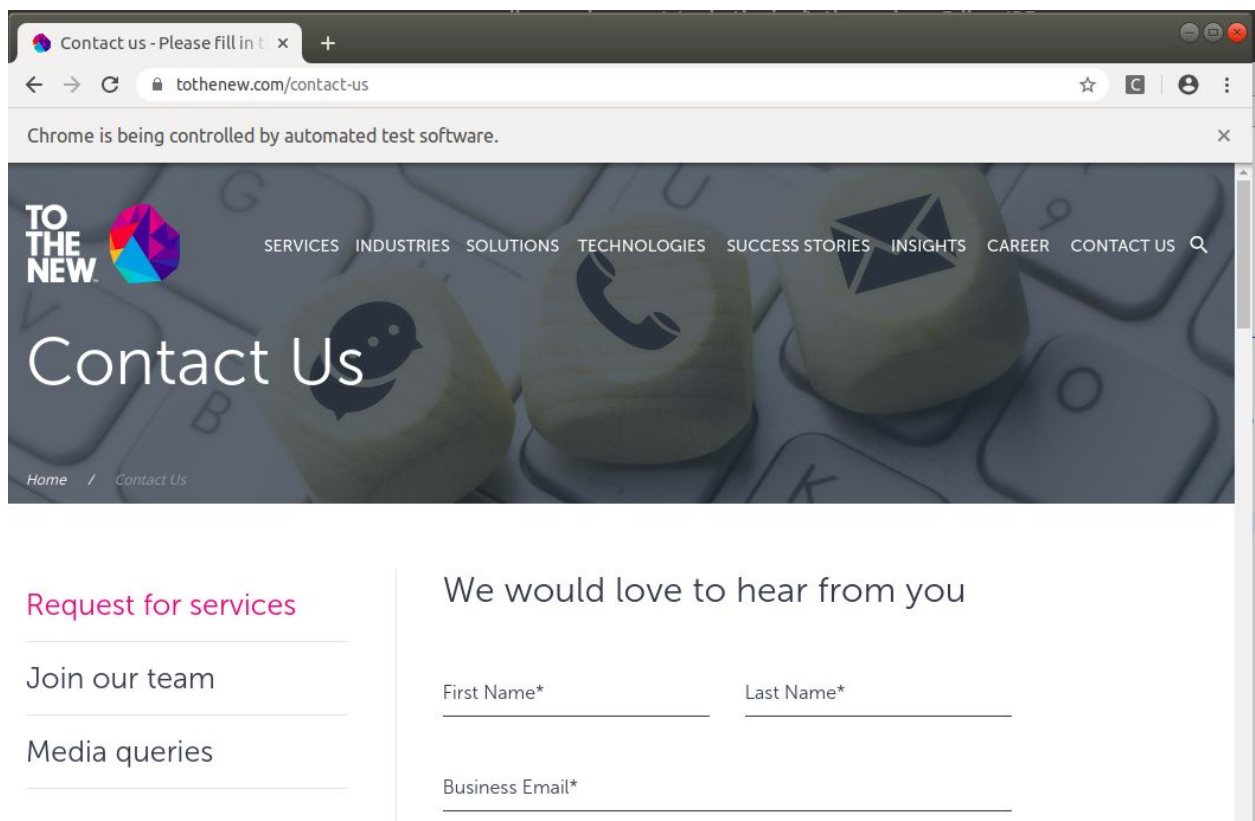 Contact us - Please fill in t
tothenew.com/contact-us
C
Chrome is being controlled by automated test software.
TO
THE
NEW
SERVICES INDUSTRIES SOLUTIONS TECHNOLOGIES SUCCESS STORIES INSIGHTS CAREER CONTACT US
Contact Us
Home / Contact Us
G
U
9
B
K
O
Request for services
Join our team
Media queries
We would love to hear from you
First Name* Last Name*
Business Email*